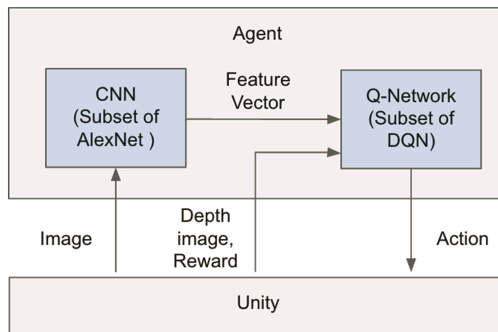 Agent
CNN
(Subset of
AlexNet )
Feature
Vector
Q-Network
(Subset of
DQN)
Image
Depth
image,
Reward
Action
Unity